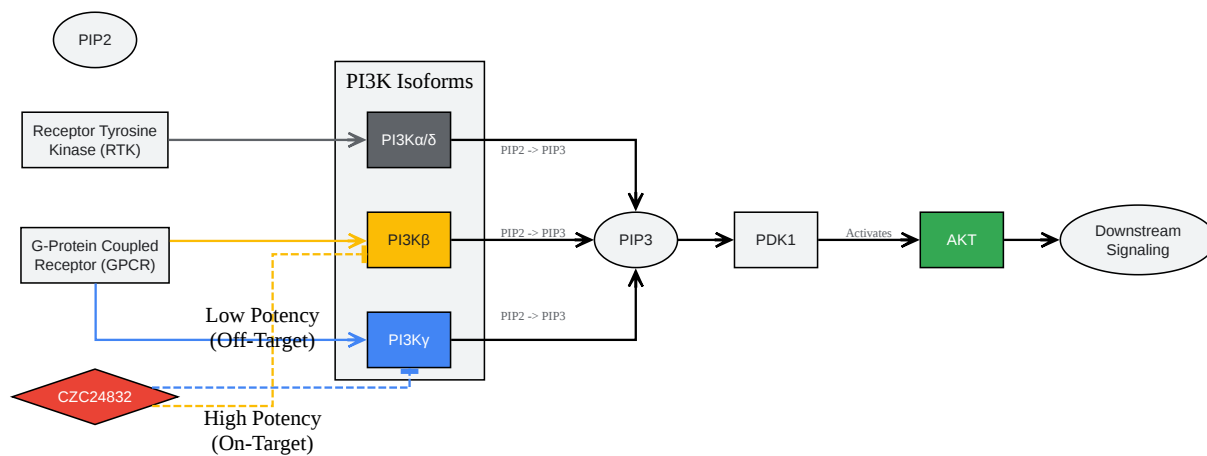 PIP2
PI3K Isoforms
Receptor Tyrosine
Kinase (RTK)
PI3Kα/δ
PIP2 -> PIP3
G-Protein Coupled
Receptor (GPCR)
PI3Kβ
PIP2 -> PIP3
PIP3
PDK1
Activates
AKT
Downstream
Signaling
Low Potency
(Off-Target)
PI3Kγ
PIP2 -> PIP3
CZC24832
High Potency
(On-Target)